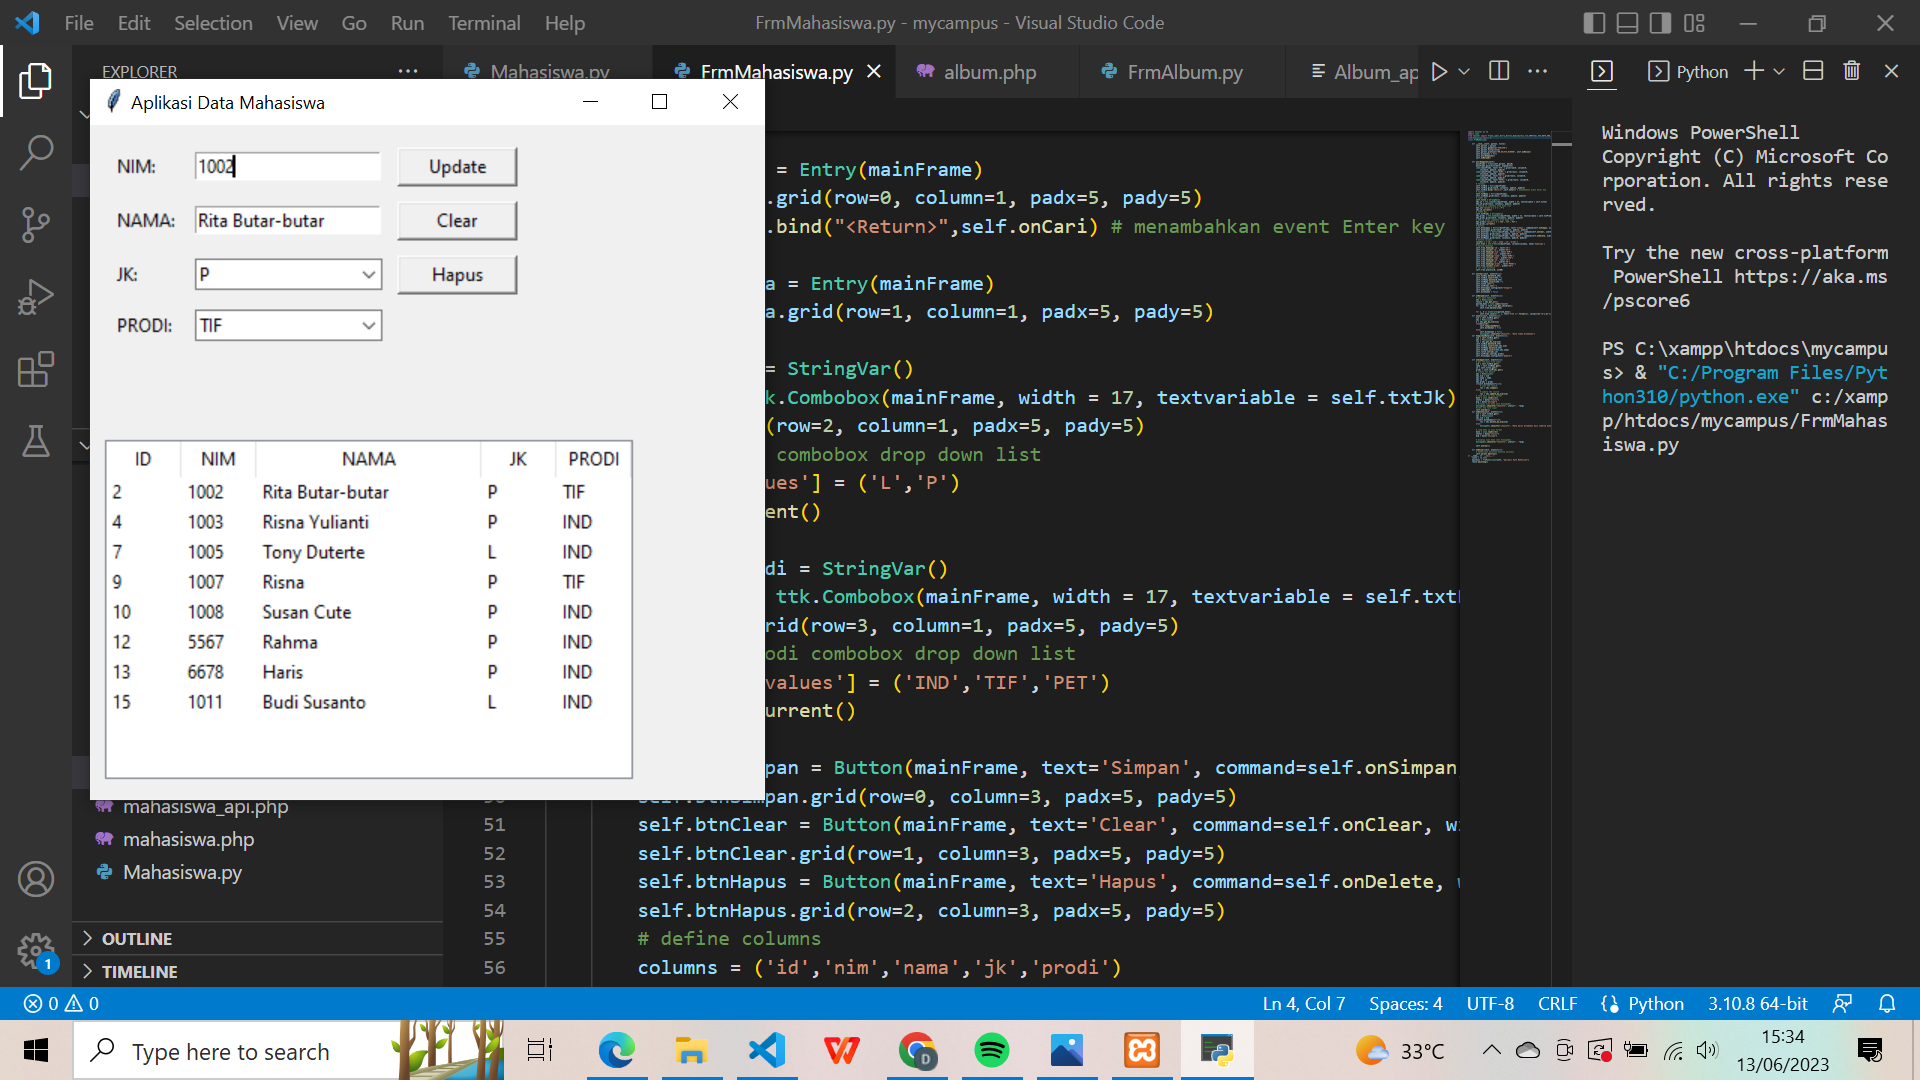 File Edit Selection View Go Run Terminal Help
FrmMahasiswa.py - mycampus - Visual Studio Code
EXPLORER
Mahasiswa.py
FrmMahasiswa.py
album.php
FrmAlbum.py
Album_ap
Python
Aplikasi Data Mahasiswa
NIM: 1002 Update
NAMA: Rita Butar-butar Clear
JK: P Hapus
PRODI: TIF
ID NIM NAMA JK PRODI
2 1002 Rita Butar-butar P TIF
4 1003 Risna Yulianti P IND
7 1005 Tony Duterte L IND
9 1007 Risna P TIF
10 1008 Susan Cute P IND
12 5567 Rahma P IND
13 6678 Haris P IND
15 1011 Budi Susanto L IND
mahasiswa_api.php
mahasiswa.php
Mahasiswa.py
OUTLINE
TIMELINE
= Entry(mainFrame)
.grid(row=0, column=1, padx=5, pady=5)
.bind("<Return>",self.onCari) # menambahkan event Enter key
a = Entry(mainFrame)
a.grid(row=1, column=1, padx=5, pady=5)
= StringVar()
k.Combobox(mainFrame, width = 17, textvariable = self.txtJk)
(row=2, column=1, padx=5, pady=5)
combobox drop down list
ues'] = ('L','P')
ent()
di = StringVar()
ttk.Combobox(mainFrame, width = 17, textvariable = self.txt
rid(row=3, column=1, padx=5, pady=5)
odi combobox drop down list
values'] = ('IND','TIF','PET')
urrent()
pan = Button(mainFrame, text='Simpan', command=self.onSimpan,
self.btnSimpan.grid(row=0, column=3, padx=5, pady=5)
51 self.btnClear = Button(mainFrame, text='Clear', command=self.onClear, wi
52 self.btnClear.grid(row=1, column=3, padx=5, pady=5)
53 self.btnHapus = Button(mainFrame, text='Hapus', command=self.onDelete, w
54 self.btnHapus.grid(row=2, column=3, padx=5, pady=5)
55 # define columns
56 columns = ('id','nim','nama','jk','prodi')
Windows PowerShell
Copyright (C) Microsoft Co
rporation. All rights rese
rved.
Try the new cross-platform
PowerShell https://aka.ms
/pscore6
PS C:\xampp\htdocs\mycampu
s> & "C:/Program Files/Pyt
hon310/python.exe" c:/xamp
p/htdocs/mycampus/FrmMahas
iswa.py
1
0 0
Ln 4, Col 7 Spaces: 4 UTF-8 CRLF Python 3.10.8 64-bit
Type here to search
D
33°C
15:34
13/06/2023